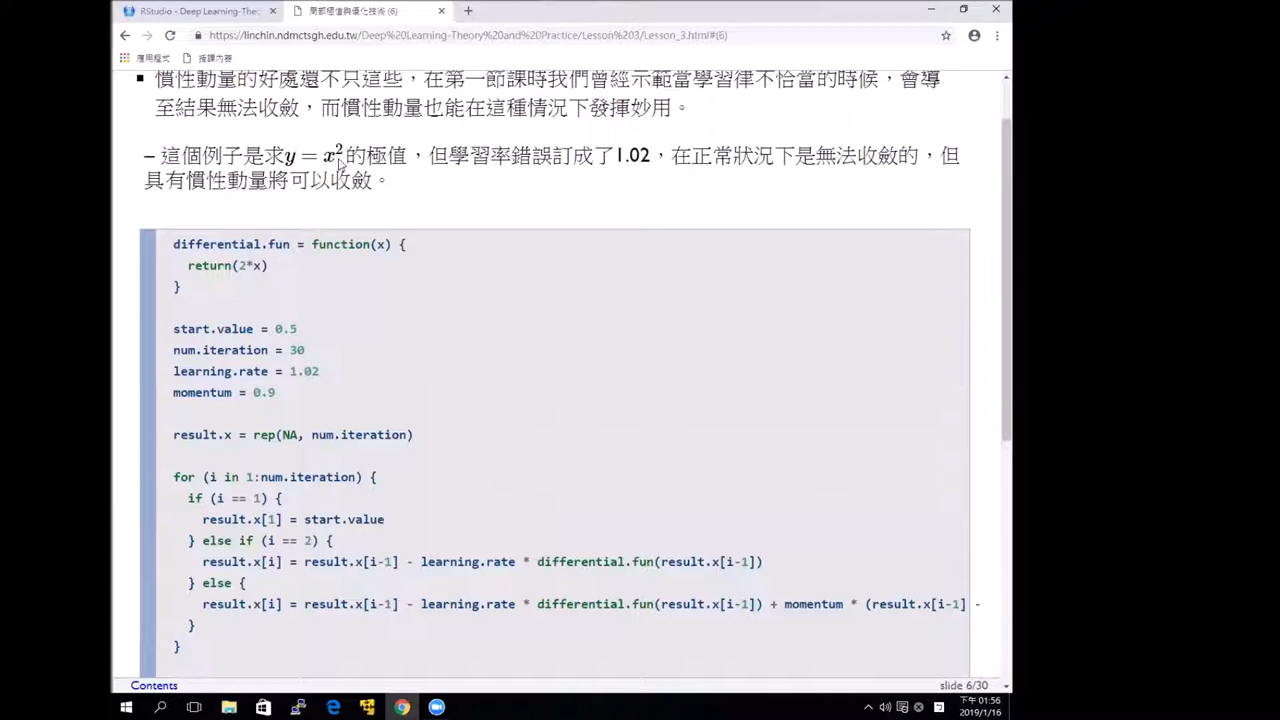 RStudio - Deep Learning-The
局部極值與優化技術 (6)
https://linchin.ndmctsgh.edu.tw/Deep%20Learning-Theory%20and%20Practice/Lesson%203/Lesson_3.html#(6)
應用程式 授課內容
慣性動量的好處還不只這些，在第一節課時我們曾經示範當學習律不恰當的時候，會導
至結果無法收斂，而慣性動量也能在這種情況下發揮妙用。
– 這個例子是求y = x²的極值，但學習率錯誤訂成了1.02，在正常狀況下是無法收斂的，但
具有慣性動量將可以收斂。
differential.fun = function(x) {
return(2*x)
}
start.value = 0.5
num.iteration = 30
learning.rate = 1.02
momentum = 0.9
result.x = rep(NA, num.iteration)
for (i in 1:num.iteration) {
if (i == 1) {
result.x[1] = start.value
} else if (i == 2) {
result.x[i] = result.x[i-1] - learning.rate * differential.fun(result.x[i-1])
} else {
result.x[i] = result.x[i-1] - learning.rate * differential.fun(result.x[i-1]) + momentum * (result.x[i-1] -
}
}
Contents
slide 6/30
下午 01:56
2019/1/16